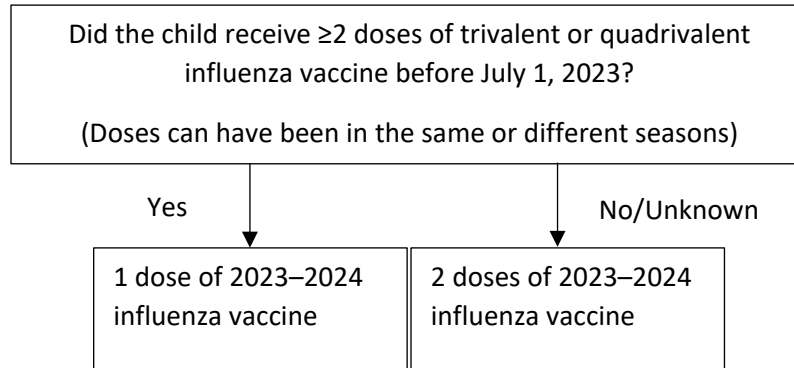 Did the child receive ≥2 doses of trivalent or quadrivalent
influenza vaccine before July 1, 2023?
(Doses can have been in the same or different seasons)
Yes
No/Unknown
1 dose of 2023–2024
influenza vaccine
2 doses of 2023–2024
influenza vaccine